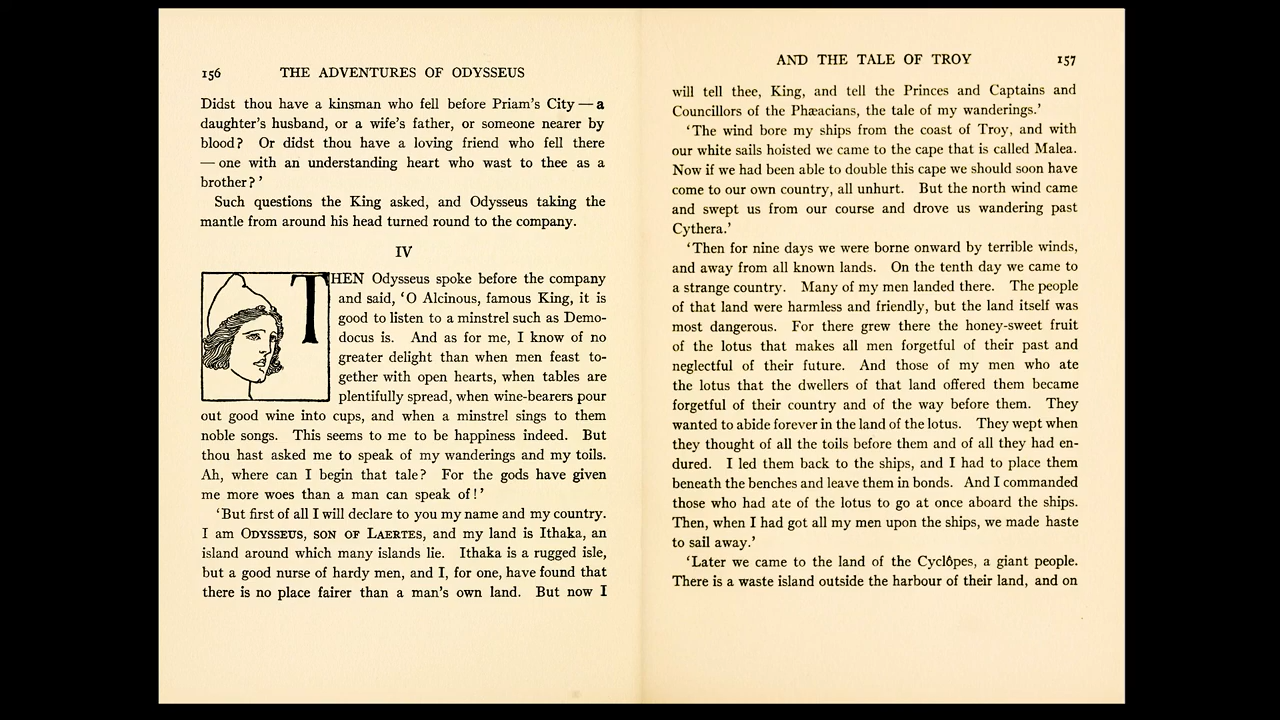 156 THE ADVENTURES OF ODYSSEUS
Didst thou have a kinsman who fell before Priam's City — a
daughter's husband, or a wife's father, or someone nearer by
blood? Or didst thou have a loving friend who fell there
— one with an understanding heart who wast to thee as a
brother?'
Such questions the King asked, and Odysseus taking the
mantle from around his head turned round to the company.
IV
THEN Odysseus spoke before the company
and said, 'O Alcinous, famous King, it is
good to listen to a minstrel such as Demo-
docus is. And as for me, I know of no
greater delight than when men feast to-
gether with open hearts, when tables are
plentifully spread, when wine-bearers pour
out good wine into cups, and when a minstrel sings to them
noble songs. This seems to me to be happiness indeed. But
thou hast asked me to speak of my wanderings and my toils.
Ah, where can I begin that tale? For the gods have given
me more woes than a man can speak of!'
'But first of all I will declare to you my name and my country.
I am ODYSSEUS, SON OF LAERTES, and my land is Ithaka, an
island around which many islands lie. Ithaka is a rugged isle,
but a good nurse of hardy men, and I, for one, have found that
there is no place fairer than a man's own land. But now I
AND THE TALE OF TROY 157
will tell thee, King, and tell the Princes and Captains and
Councillors of the Phæacians, the tale of my wanderings.'
'The wind bore my ships from the coast of Troy, and with
our white sails hoisted we came to the cape that is called Malea.
Now if we had been able to double this cape we should soon have
come to our own country, all unhurt. But the north wind came
and swept us from our course and drove us wandering past
Cythera.'
'Then for nine days we were borne onward by terrible winds,
and away from all known lands. On the tenth day we came to
a strange country. Many of my men landed there. The people
of that land were harmless and friendly, but the land itself was
most dangerous. For there grew there the honey-sweet fruit
of the lotus that makes all men forgetful of their past and
neglectful of their future. And those of my men who ate
the lotus that the dwellers of that land offered them became
forgetful of their country and of the way before them. They
wanted to abide forever in the land of the lotus. They wept when
they thought of all the toils before them and of all they had en-
dured. I led them back to the ships, and I had to place them
beneath the benches and leave them in bonds. And I commanded
those who had ate of the lotus to go at once aboard the ships.
Then, when I had got all my men upon the ships, we made haste
to sail away.'
'Later we came to the land of the Cyclôpes, a giant people.
There is a waste island outside the harbour of their land, and on